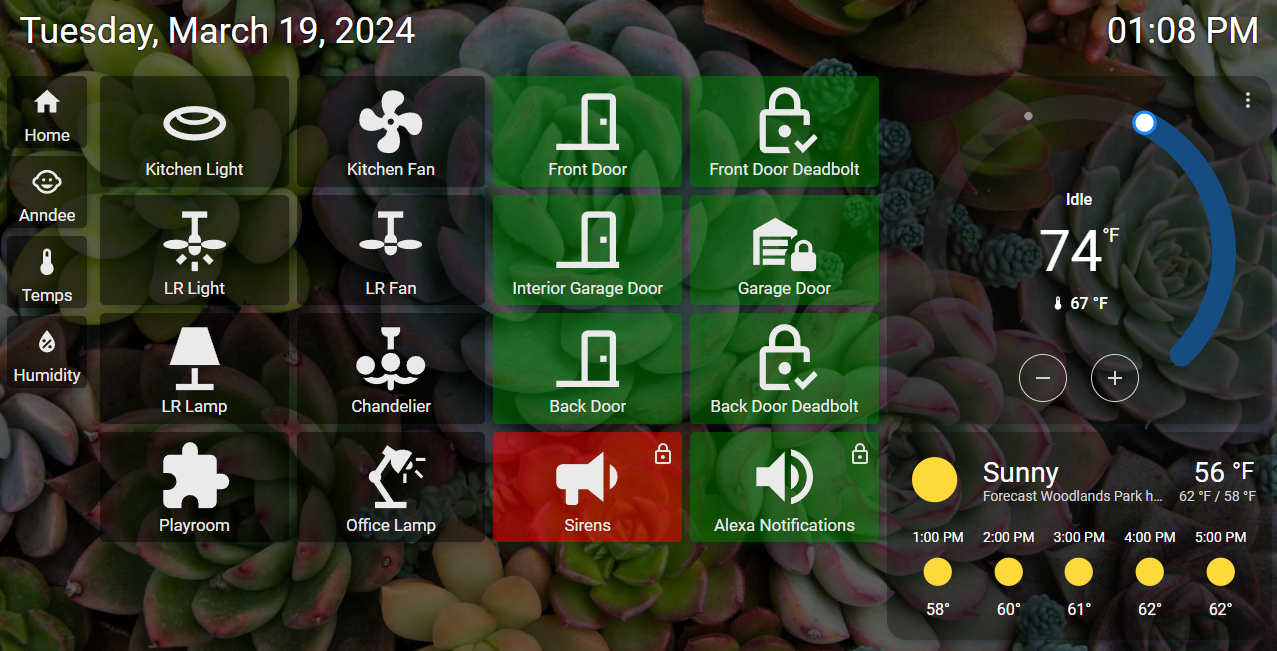 Tuesday, March 19, 2024
01:08 PM
Home
Anndee
Temps
Humidity
Kitchen Light
Kitchen Fan
Front Door
Front Door Deadbolt
LR Light
LR Fan
Interior Garage Door
Garage Door
LR Lamp
Chandelier
Back Door
Back Door Deadbolt
Playroom
Office Lamp
Sirens
Alexa Notifications
Idle
74 °F
67 °F
Sunny
56 °F
Forecast Woodlands Park h...
62 °F / 58 °F
1:00 PM 2:00 PM 3:00 PM 4:00 PM 5:00 PM
58° 60° 61° 62° 62°